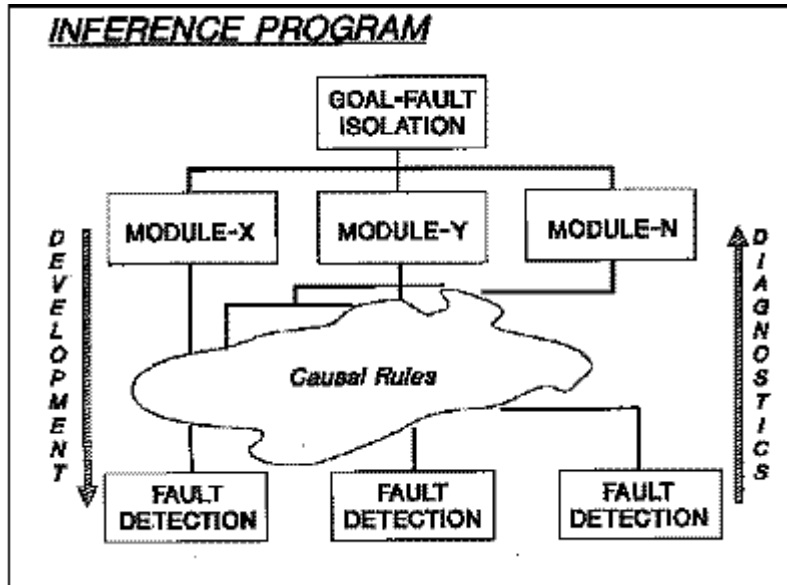 INFERENCE PROGRAM
GOAL-FAULT
ISOLATION
MODULE-X
MODULE-Y
MODULE-N
DEVELOPMENT
DIAGNOSTICS
Causal Rules
FAULT
DETECTION
FAULT
DETECTION
FAULT
DETECTION